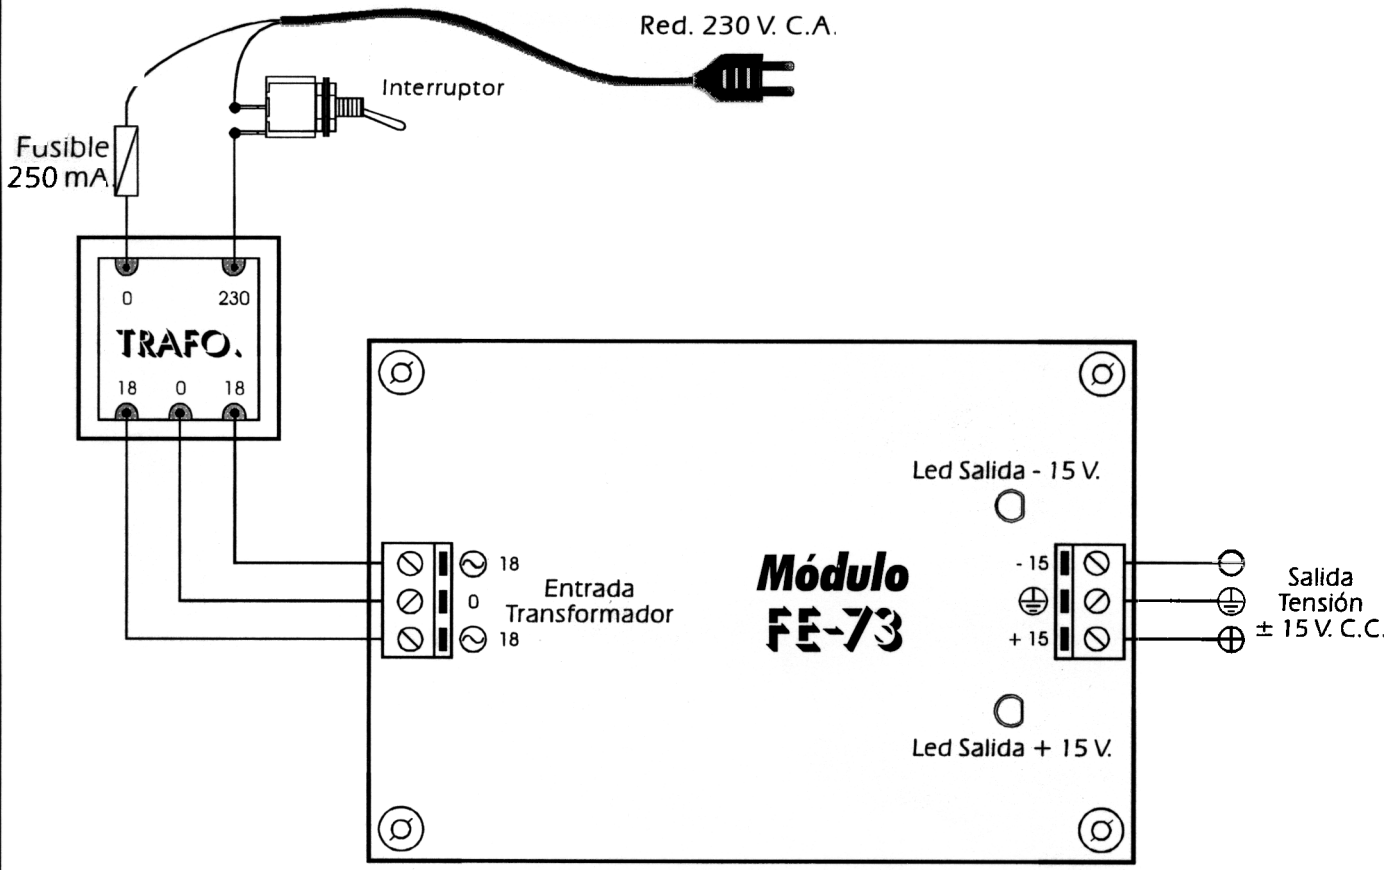 Red. 230 V. C.A.
Interruptor
Fusible
250 mA.
0 230
TRAFO.
18 0 18
Led Salida - 15 V.
18
0
18
Entrada
Transformador
Módulo
FE-73
- 15
+ 15
Salida
Tensión
± 15 V. C.C.
Led Salida + 15 V.